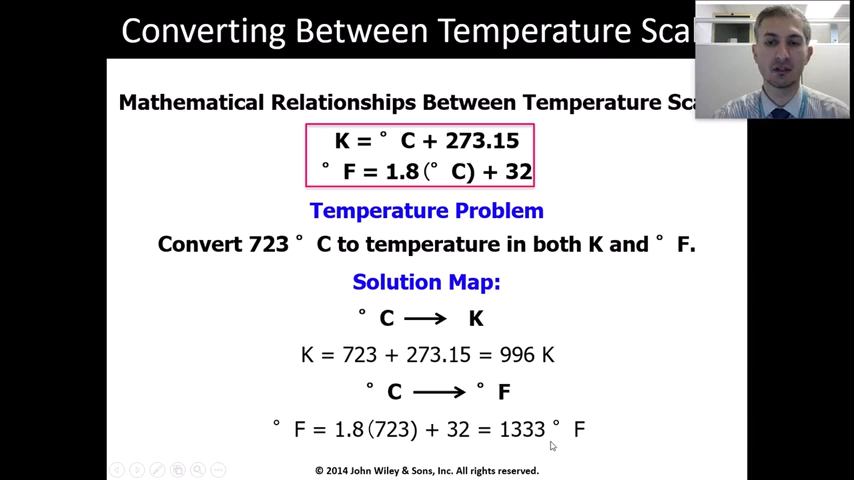 Converting Between Temperature Sca
Mathematical Relationships Between Temperature Sca
K = ° C + 273.15
° F = 1.8(° C) + 32
Temperature Problem
Convert 723 ° C to temperature in both K and ° F.
Solution Map:
° C ⟶ K
K = 723 + 273.15 = 996 K
° C ⟶ ° F
° F = 1.8(723) + 32 = 1333 ° F
© 2014 John Wiley & Sons, Inc. All rights reserved.